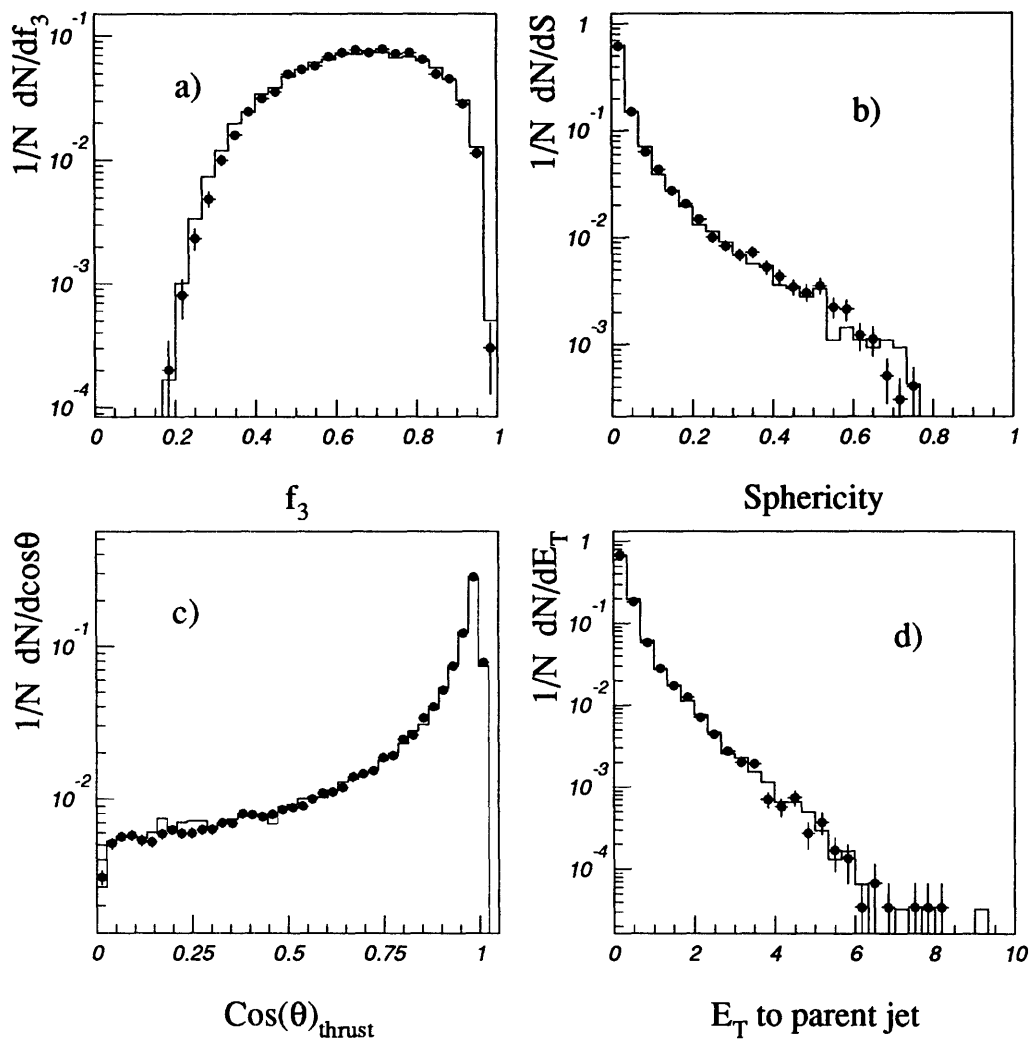 1/N dN/df₃
10⁻¹
10⁻²
10⁻³
10⁻⁴
a)
0 0.2 0.4 0.6 0.8 1
f₃
1/N dN/dS
1
10⁻¹
10⁻²
10⁻³
b)
0 0.2 0.4 0.6 0.8 1
Sphericity
1/N dN/dcosθ
10⁻¹
10⁻²
c)
0 0.25 0.5 0.75 1
Cos(θ)thrust
1/N dN/dE_T
1
10⁻¹
10⁻²
10⁻³
10⁻⁴
d)
0 2 4 6 8 10
E_T to parent jet